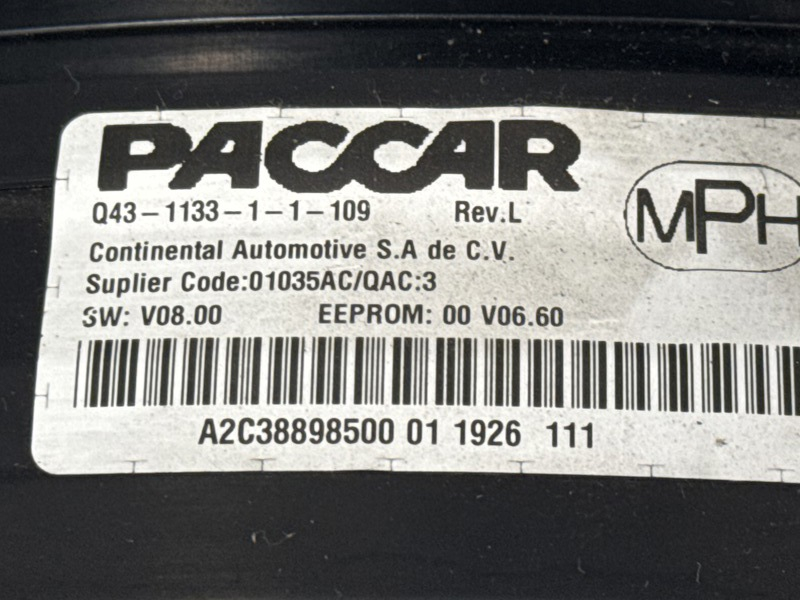 PACCAR
Q43-1133-1-1-109 Rev.L
MPH
Continental Automotive S.A de C.V.
Suplier Code:01035AC/QAC:3
SW: V08.00 EEPROM: 00 V06.60
A2C38898500 01 1926 111